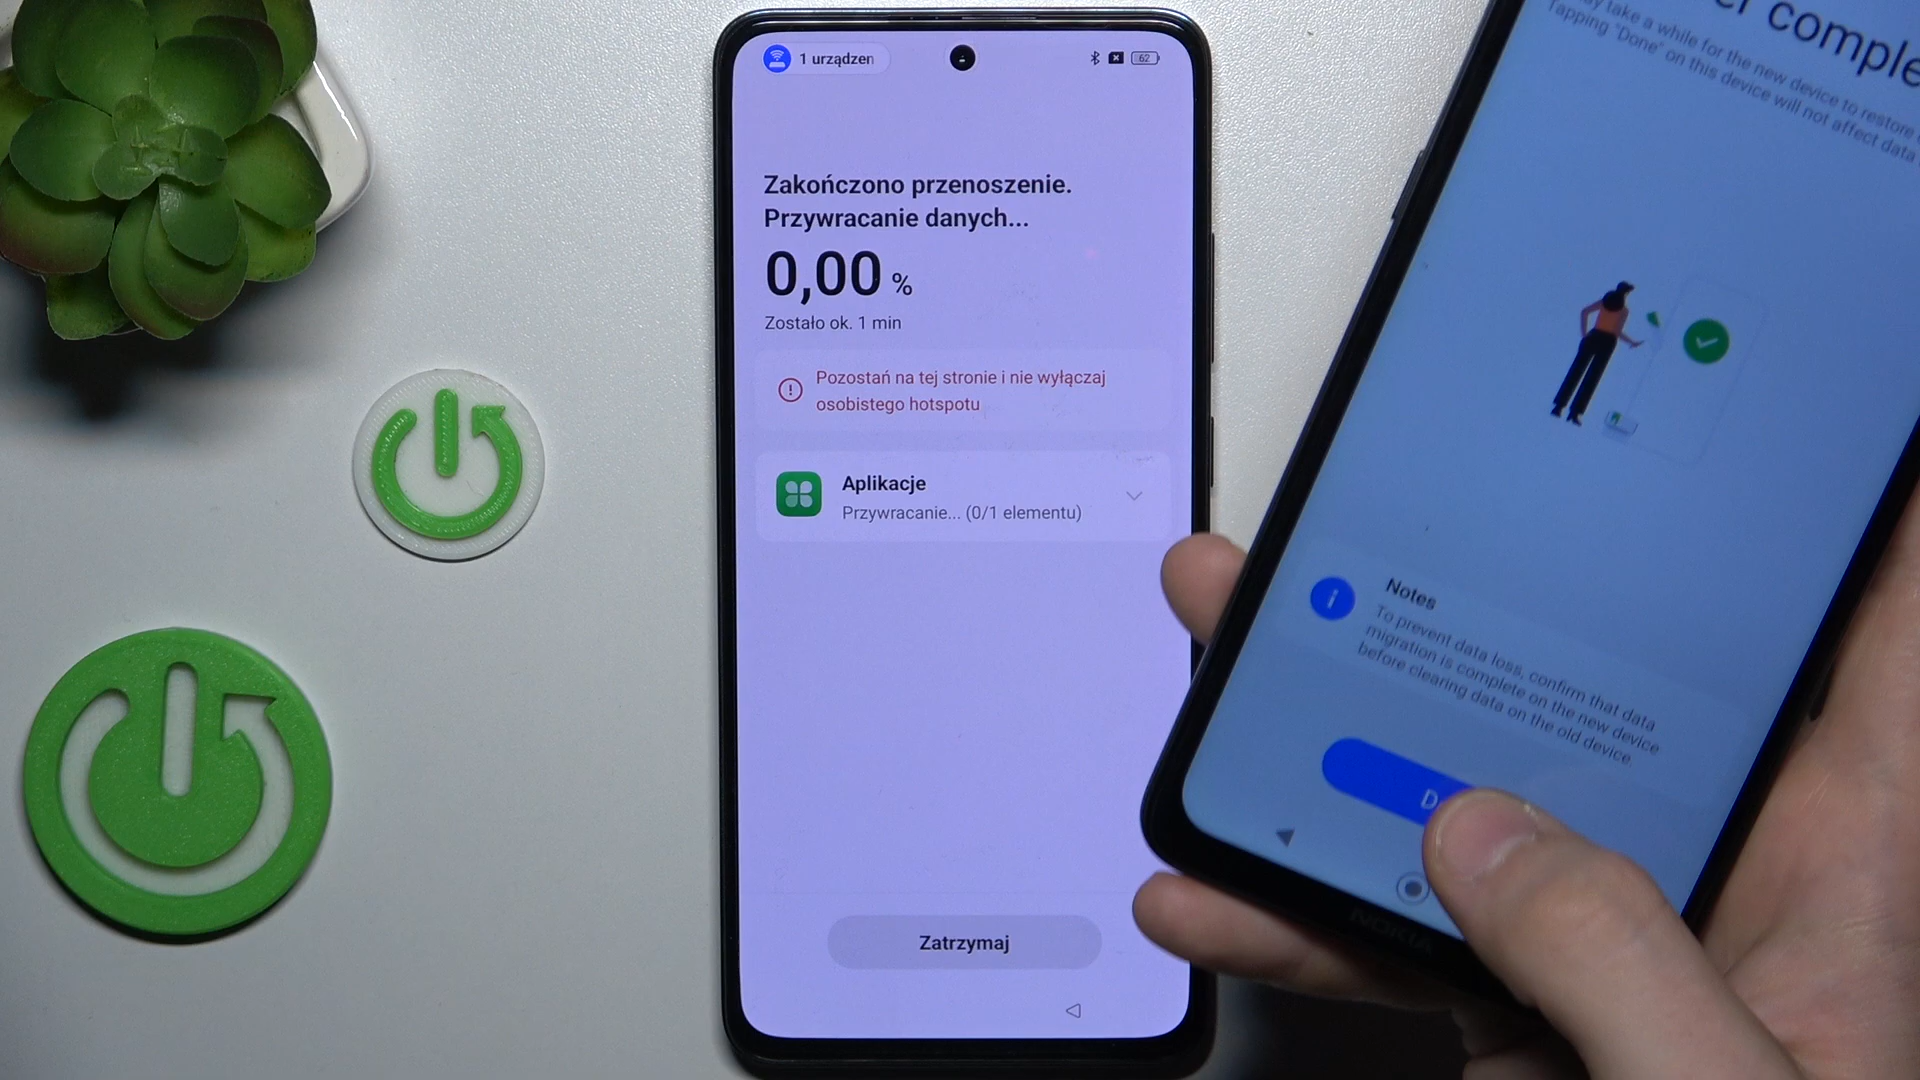 1 urządzen
62
Zakończono przenoszenie.
Przywracanie danych...
0,00 %
Zostało ok. 1 min
Pozostań na tej stronie i nie wyłączaj
osobistego hotspotu
Aplikacje
Przywracanie... (0/1 elementu)
Zatrzymaj
comple
take a while for the new device to restore
Tapping "Done" on this device will not affect data
Notes
To prevent data loss, confirm that data
migration is complete on the new device
before clearing data on the old device
D
NOKIA